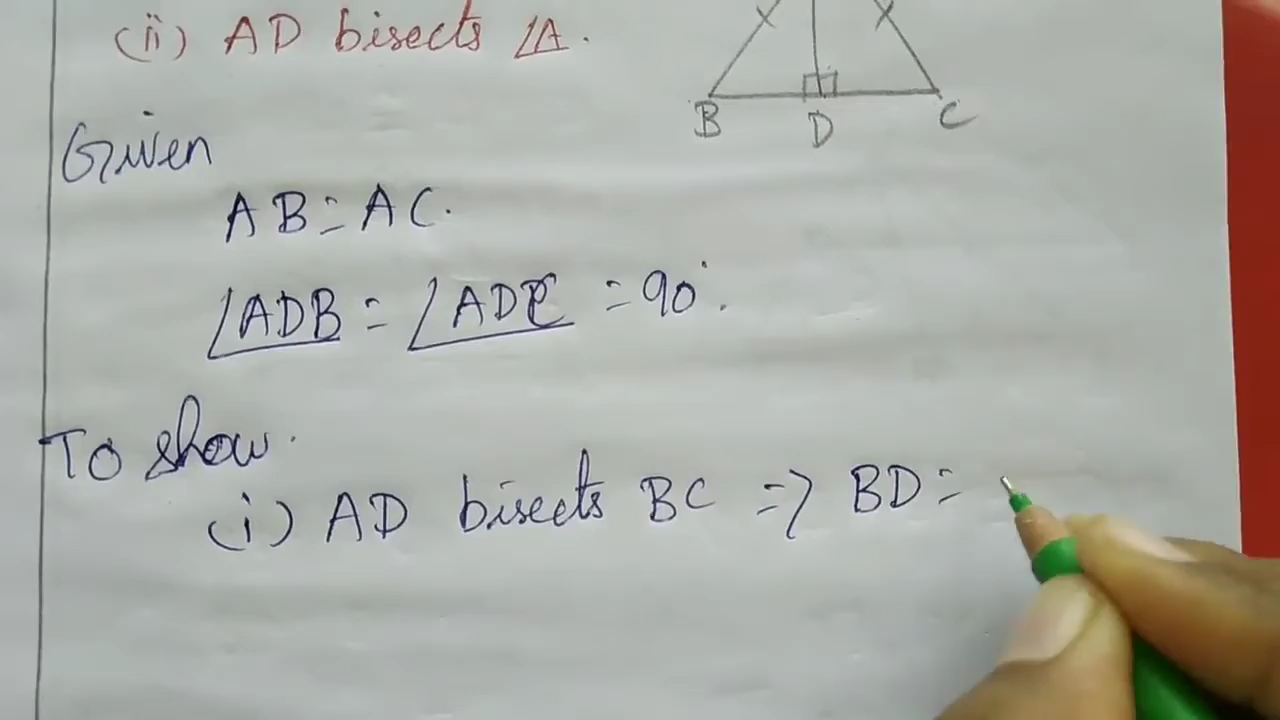 (ii) AD bisects ∠A.
B D C
Given
AB = AC.
∠ADB = ∠ADC = 90°.
To show.
(i) AD bisects BC => BD =